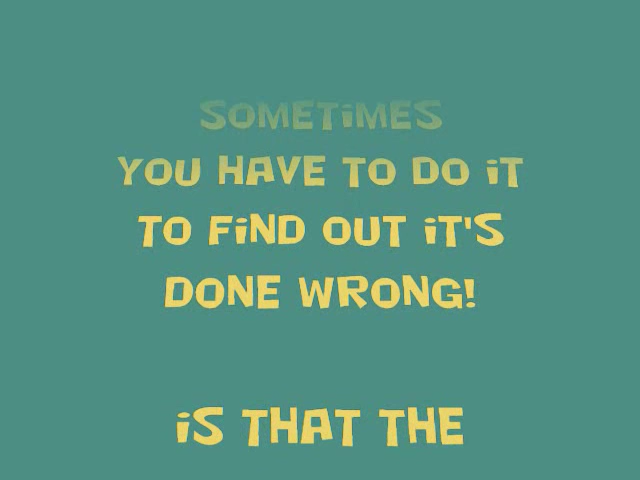 SOMETiMES
YOU HAVE TO DO iT
TO FiND OUT iT'S
DONE WRONG!
iS THAT THE